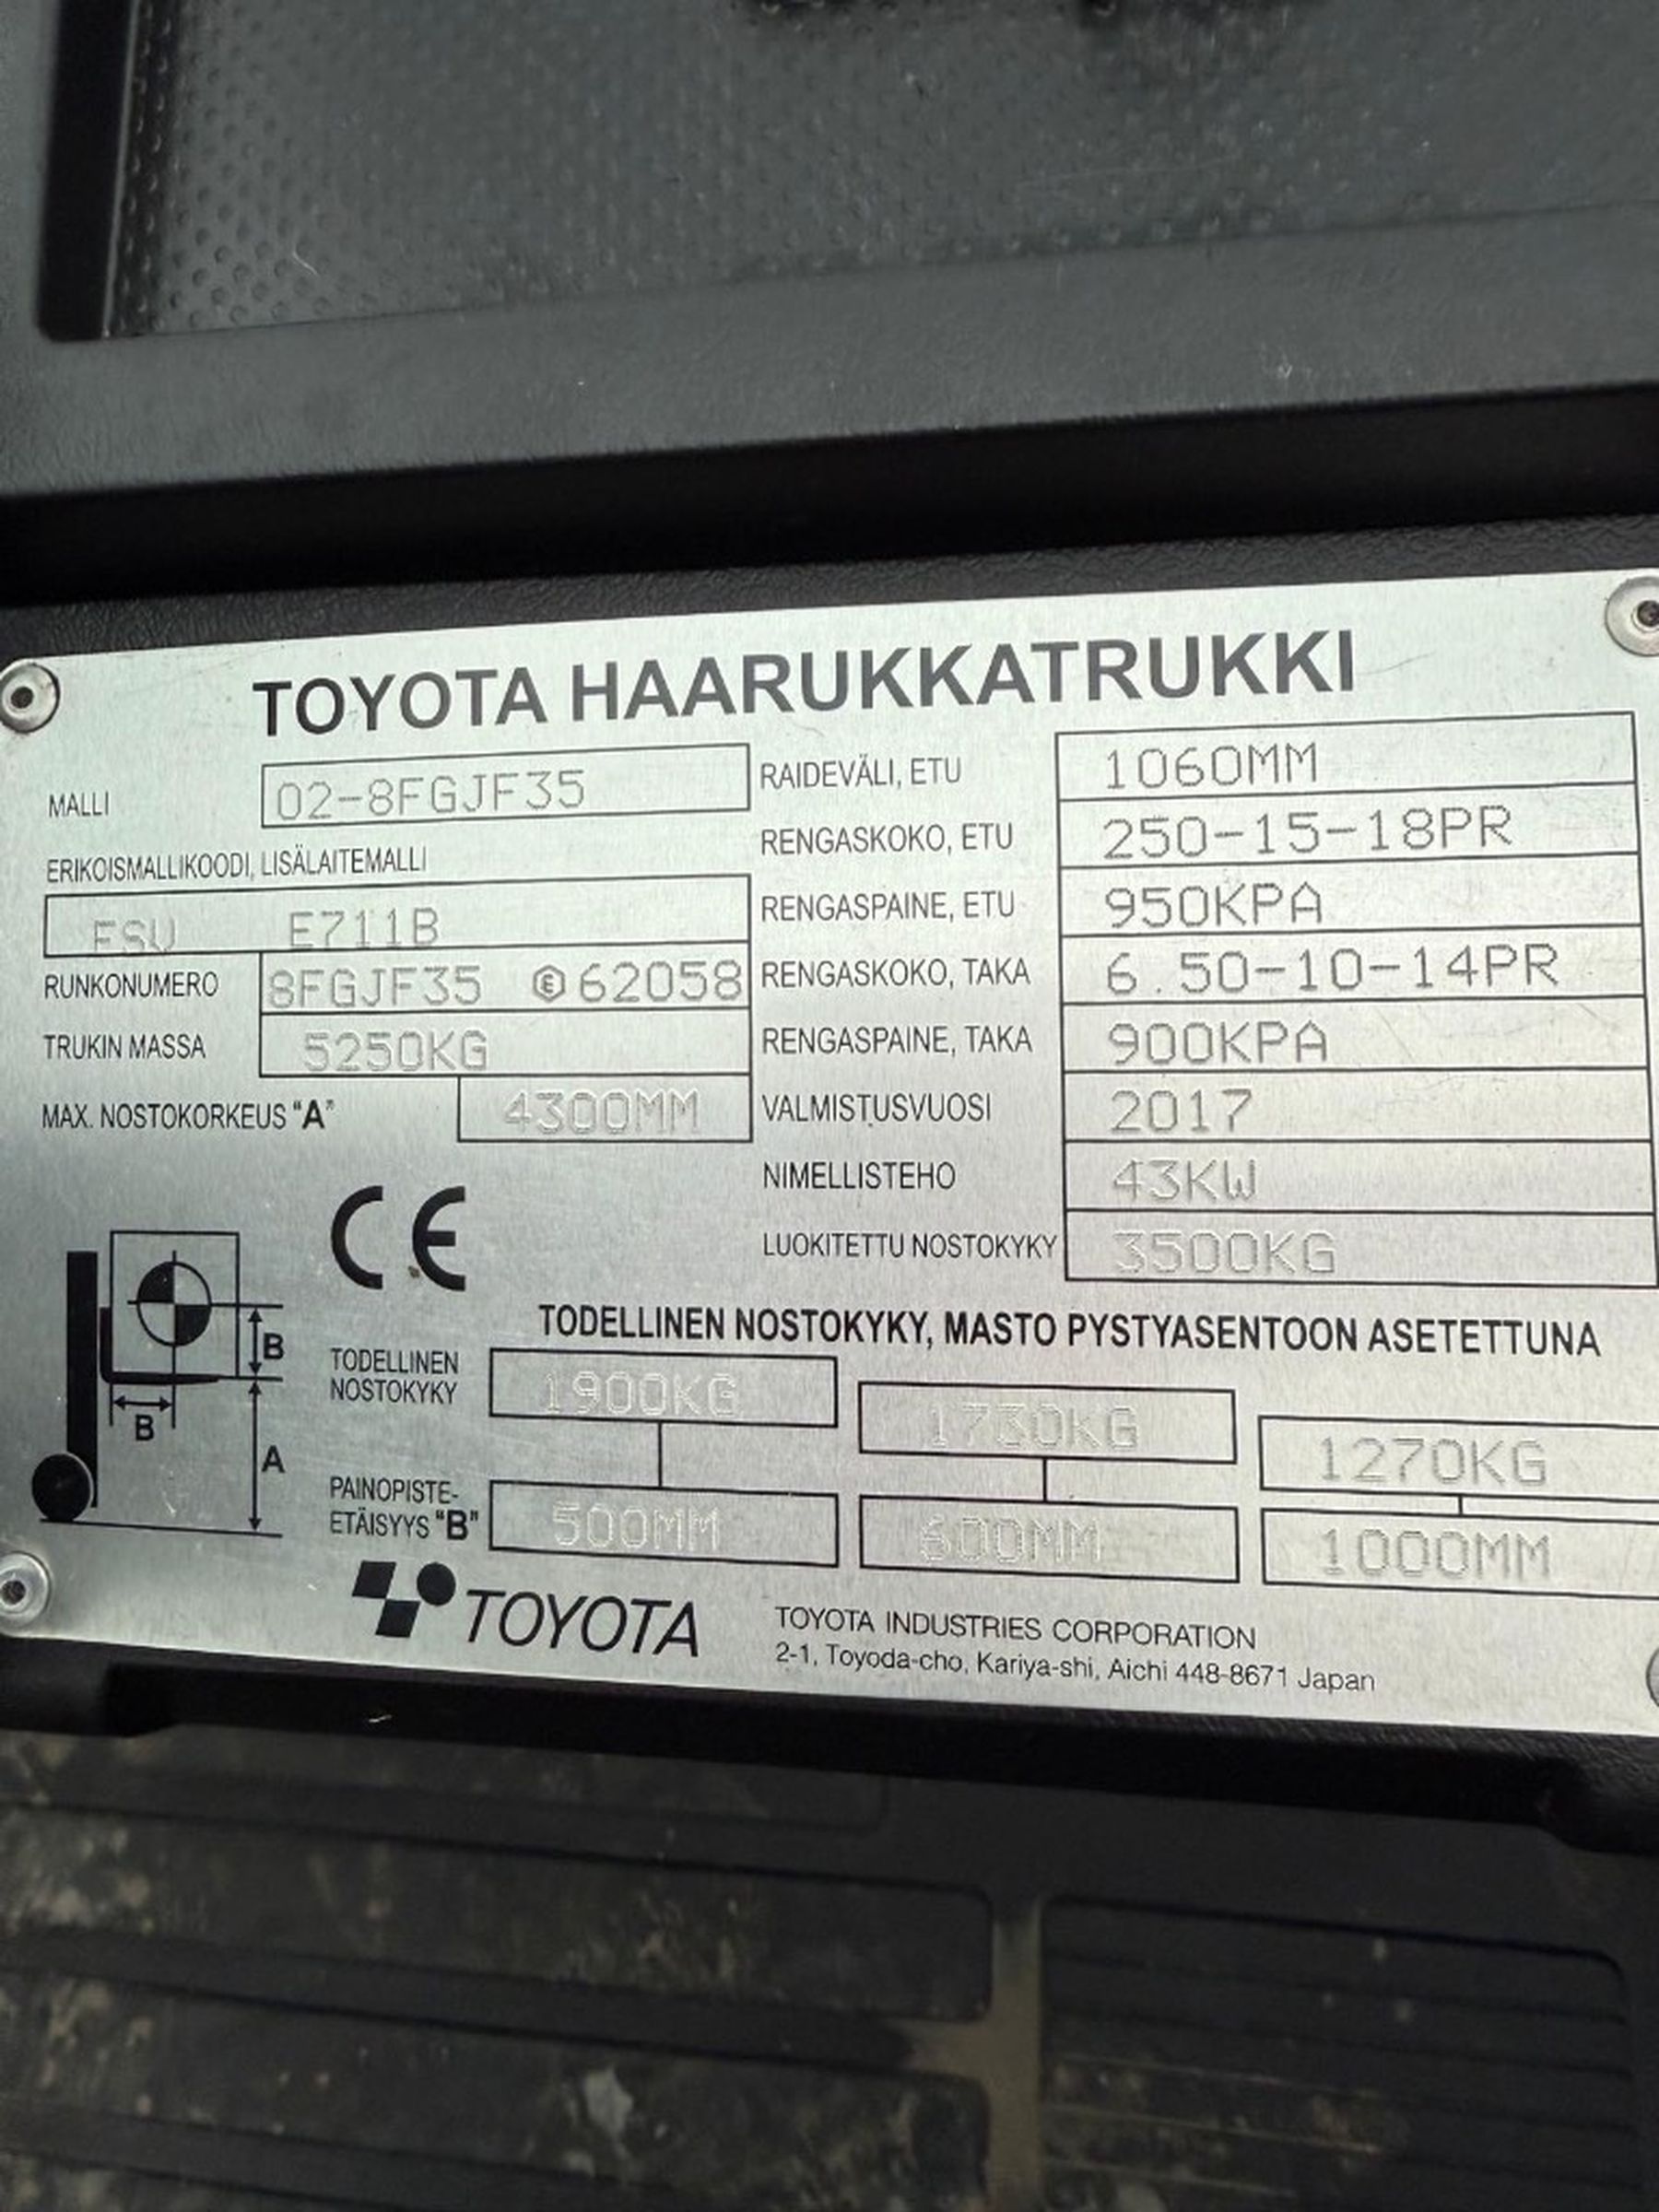 TOYOTA HAARUKKATRUKKI
MALLI 02-8FGJF35
ERIKOISMALLIKOODI, LISÄLAITEMALLI
FSV E711B
RUNKONUMERO 8FGJF35 E 62058
TRUKIN MASSA 5250KG
MAX. NOSTOKORKEUS "A" 4300MM
RAIDEVÄLI, ETU 1060MM
RENGASKOKO, ETU 250-15-18PR
RENGASPAINE, ETU 950KPA
RENGASKOKO, TAKA 6.50-10-14PR
RENGASPAINE, TAKA 900KPA
VALMISTUSVUOSI 2017
NIMELLISTEHO 43KW
LUOKITETTU NOSTOKYKY 3500KG
CE
B
B
A
TODELLINEN NOSTOKYKY, MASTO PYSTYASENTOON ASETETTUNA
TODELLINEN
NOSTOKYKY 1900KG 1730KG 1270KG
PAINOPISTE-
ETÄISYYS "B" 500MM 600MM 1000MM
TOYOTA
TOYOTA INDUSTRIES CORPORATION
2-1, Toyoda-cho, Kariya-shi, Aichi 448-8671 Japan